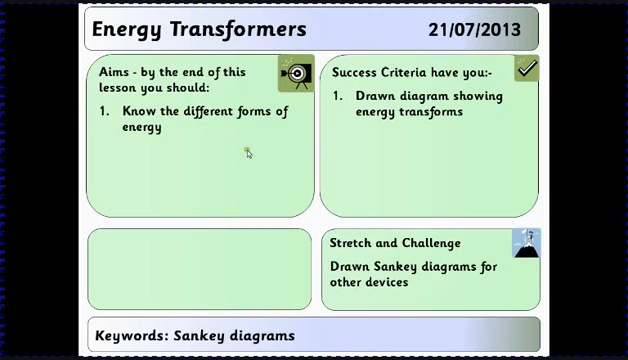 Energy Transformers
21/07/2013
Aims - by the end of this
lesson you should:
1. Know the different forms of
energy
Success Criteria have you:-
1. Drawn diagram showing
energy transforms
Stretch and Challenge
Drawn Sankey diagrams for
other devices
Keywords: Sankey diagrams